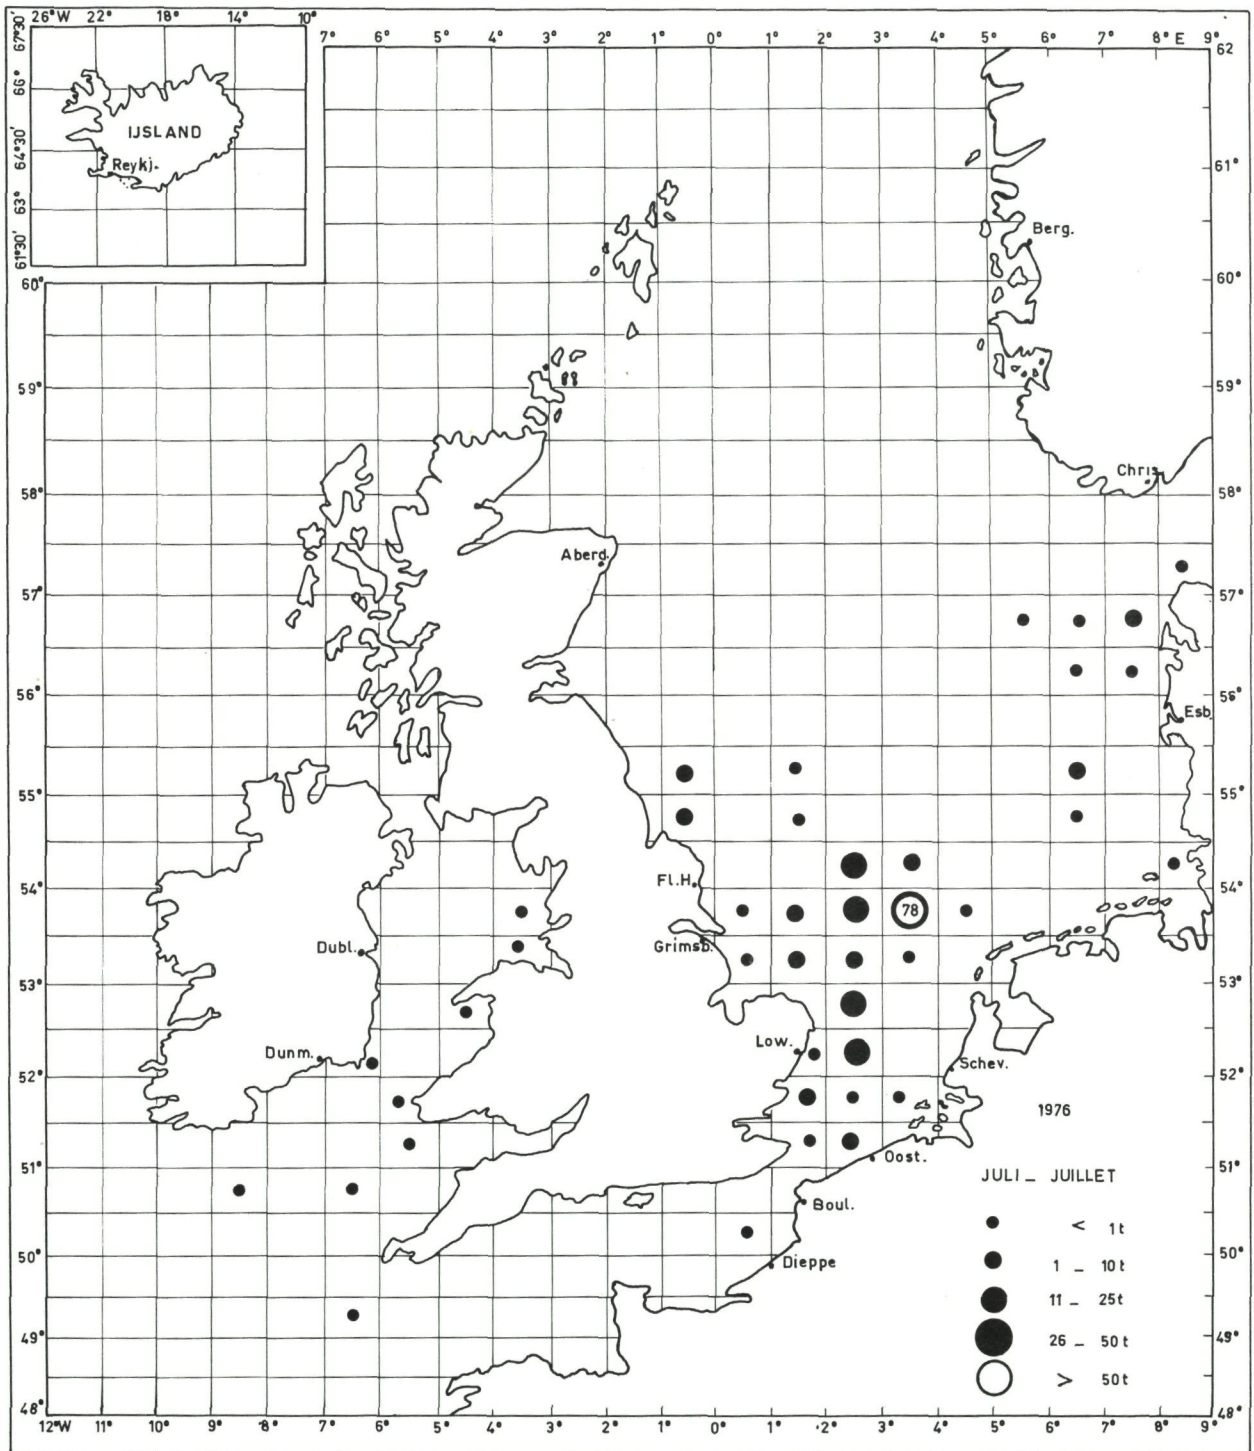 26°W 22° 18° 14° 10°
67°30' 66° 64°30' 63° 61°30'
IJSLAND
Reykj.
7° 6° 5° 4° 3° 2° 1° 0° 1° 2° 3° 4° 5° 6° 7° 8° E 9°
62
61°
Berg.
60° 60°
59° 59°
Chris
58° 58°
Aberd.
57° 57°
56° 56°
Esb.
55° 55°
54° 54°
Fl.H.
78
Grimsb.
Dubl.
53° 53°
Low.
Dunm.
Schev.
52° 52°
1976
51° 51°
Oost.
JULI – JUILLET
Boul.
< 1t
50° 50°
Dieppe
1 – 10t
11 – 25t
49° 49°
26 – 50t
> 50t
48° 48°
12°W 11° 10° 9° 8° 7° 6° 5° 4° 3° 2° 1° 0° 1° 2° 3° 4° 5° 6° 7° 8° 9°